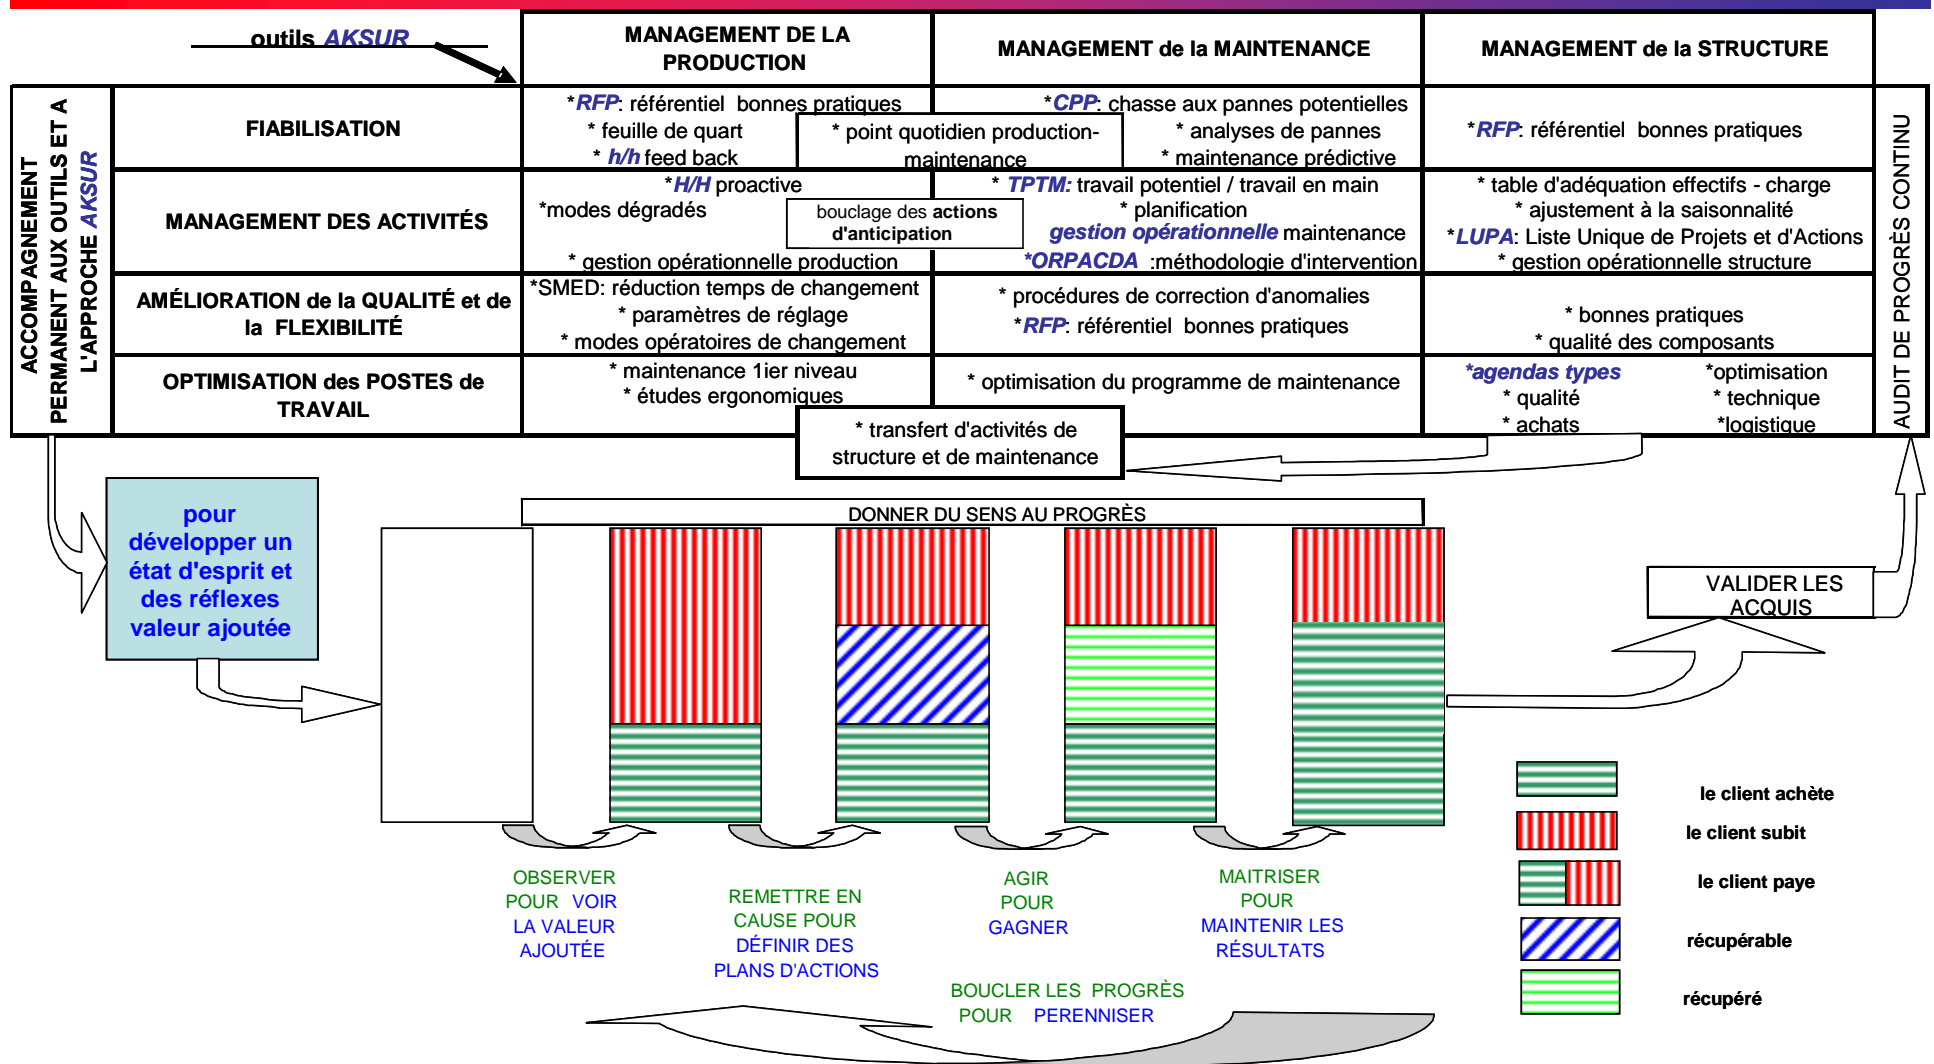 outils AKSUR
MANAGEMENT DE LA
PRODUCTION
MANAGEMENT de la MAINTENANCE
MANAGEMENT de la STRUCTURE
ACCOMPAGNEMENT
PERMANENT AUX OUTILS ET A
L'APPROCHE AKSUR
FIABILISATION
*RFP: référentiel bonnes pratiques
* feuille de quart
* h/h feed back
* point quotidien production-
maintenance
*CPP: chasse aux pannes potentielles
* analyses de pannes
* maintenance prédictive
*RFP: référentiel bonnes pratiques
MANAGEMENT DES ACTIVITÉS
*H/H proactive
*modes dégradés
* gestion opérationnelle production
bouclage des actions
d'anticipation
* TPTM: travail potentiel / travail en main
* planification
gestion opérationnelle maintenance
*ORPACDA :méthodologie d'intervention
* table d'adéquation effectifs - charge
* ajustement à la saisonnalité
*LUPA: Liste Unique de Projets et d'Actions
* gestion opérationnelle structure
AMÉLIORATION de la QUALITÉ et de
la FLEXIBILITÉ
*SMED: réduction temps de changement
* paramètres de réglage
* modes opératoires de changement
* procédures de correction d'anomalies
*RFP: référentiel bonnes pratiques
* bonnes pratiques
* qualité des composants
OPTIMISATION des POSTES de
TRAVAIL
* maintenance 1ier niveau
* études ergonomiques
* optimisation du programme de maintenance
*agendas types
* qualité
* achats
*optimisation
* technique
*logistique
* transfert d'activités de
structure et de maintenance
AUDIT DE PROGRÈS CONTINU
pour
développer un
état d'esprit et
des réflexes
valeur ajoutée
DONNER DU SENS AU PROGRÈS
VALIDER LES
ACQUIS
OBSERVER
POUR VOIR
LA VALEUR
AJOUTÉE
REMETTRE EN
CAUSE POUR
DÉFINIR DES
PLANS D'ACTIONS
AGIR
POUR
GAGNER
MAITRISER
POUR
MAINTENIR LES
RÉSULTATS
BOUCLER LES PROGRÈS
POUR PERENNISER
le client achète
le client subit
le client paye
récupérable
récupéré